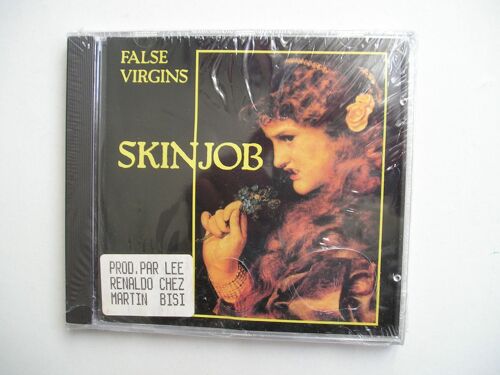 FALSE
VIRGINS
SKINJOB
PROD.PAR LEE
RENALDO CHEZ
MARTIN BISI